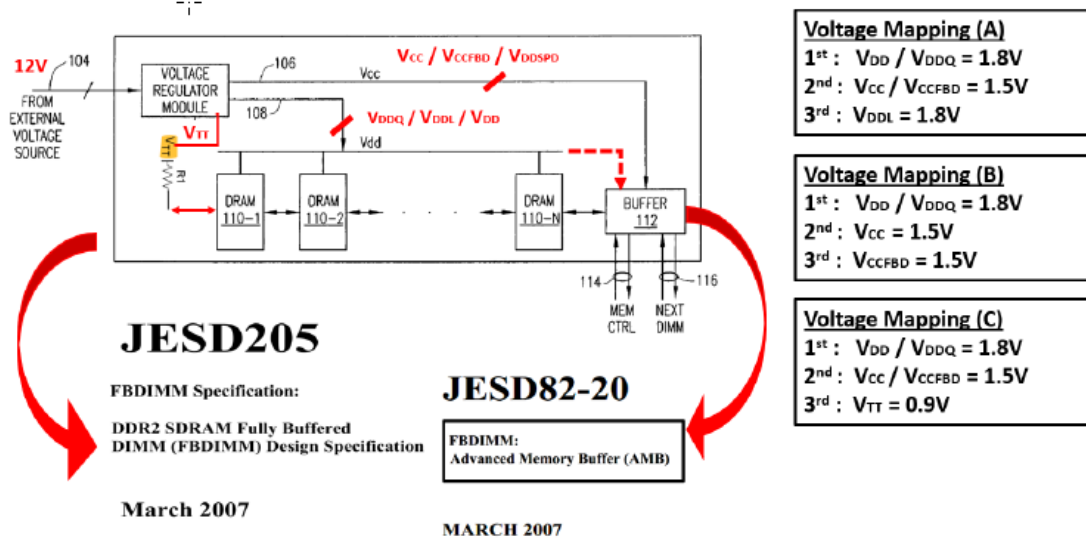 12V
104
FROM
EXTERNAL
VOLTAGE
SOURCE
VOLTAGE
REGULATOR
MODULE
106
108
Vcc
VCC / VCCFBD / VDDSPD
VDDQ / VDDL / VDD
Vdd
VTT
VTT
R1
DRAM
110-1
DRAM
110-2
. . . . .
DRAM
110-N
BUFFER
112
114
116
MEM
CTRL
NEXT
DIMM
JESD205
FBDIMM Specification:
DDR2 SDRAM Fully Buffered
DIMM (FBDIMM) Design Specification
March 2007
JESD82-20
FBDIMM:
Advanced Memory Buffer (AMB)
MARCH 2007
Voltage Mapping (A)
1st : VDD / VDDQ = 1.8V
2nd : VCC / VCCFBD = 1.5V
3rd : VDDL = 1.8V
Voltage Mapping (B)
1st : VDD / VDDQ = 1.8V
2nd : VCC = 1.5V
3rd : VCCFBD = 1.5V
Voltage Mapping (C)
1st : VDD / VDDQ = 1.8V
2nd : VCC / VCCFBD = 1.5V
3rd : VTT = 0.9V